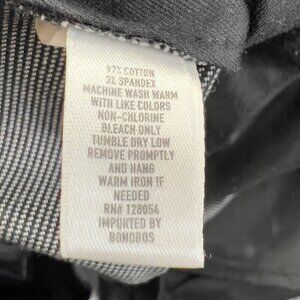 97% COTTON
3% SPANDEX
MACHINE WASH WARM
WITH LIKE COLORS
NON-CHLORINE
BLEACH ONLY
TUMBLE DRY LOW
REMOVE PROMPTLY
AND HANG
WARM IRON IF
NEEDED
RN# 128054
IMPORTED BY
BONOBOS